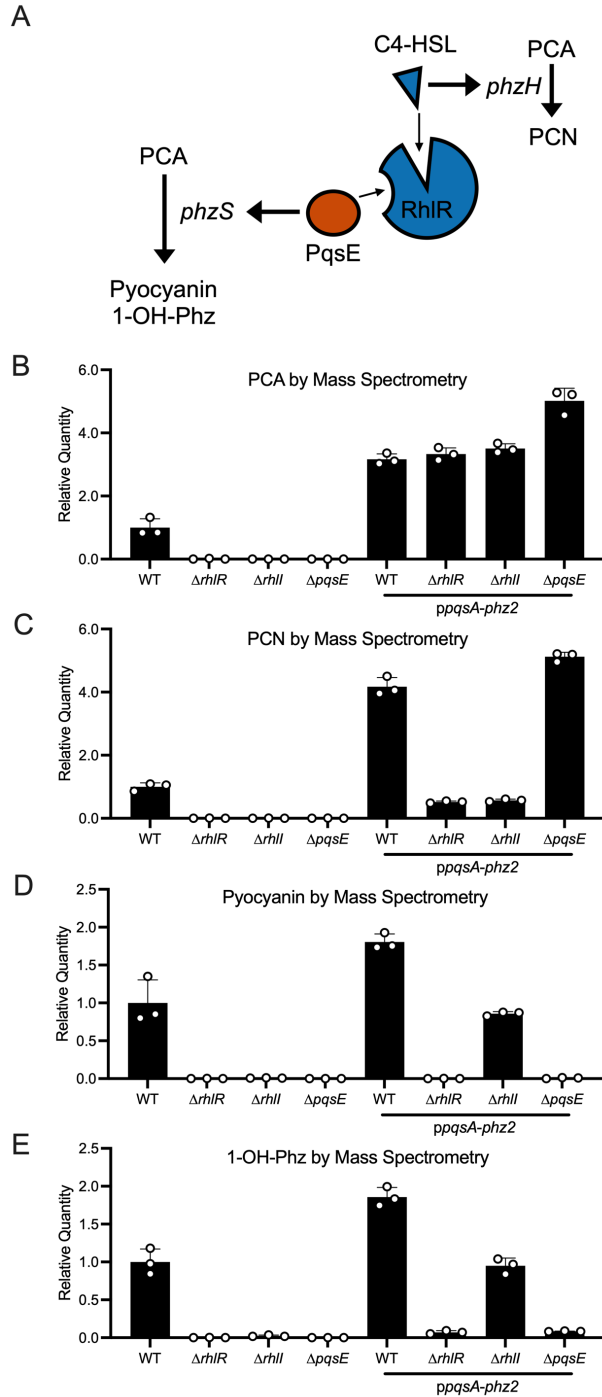 A
C4-HSL
PCA
phzH
PCN
PCA
RhlR
phzS
PqsE
Pyocyanin
1-OH-Phz
B
PCA by Mass Spectrometry
Relative Quantity
6.0
4.0
2.0
0.0
WT ΔrhlR ΔrhlI ΔpqsE WT ΔrhlR ΔrhlI ΔpqsE
ppqsA-phz2
C
PCN by Mass Spectrometry
Relative Quantity
6.0
4.0
2.0
0.0
WT ΔrhlR ΔrhlI ΔpqsE WT ΔrhlR ΔrhlI ΔpqsE
ppqsA-phz2
D
Pyocyanin by Mass Spectrometry
Relative Quantity
2.5
2.0
1.5
1.0
0.5
0.0
WT ΔrhlR ΔrhlI ΔpqsE WT ΔrhlR ΔrhlI ΔpqsE
ppqsA-phz2
E
1-OH-Phz by Mass Spectrometry
Relative Quantity
2.5
2.0
1.5
1.0
0.5
0.0
WT ΔrhlR ΔrhlI ΔpqsE WT ΔrhlR ΔrhlI ΔpqsE
ppqsA-phz2